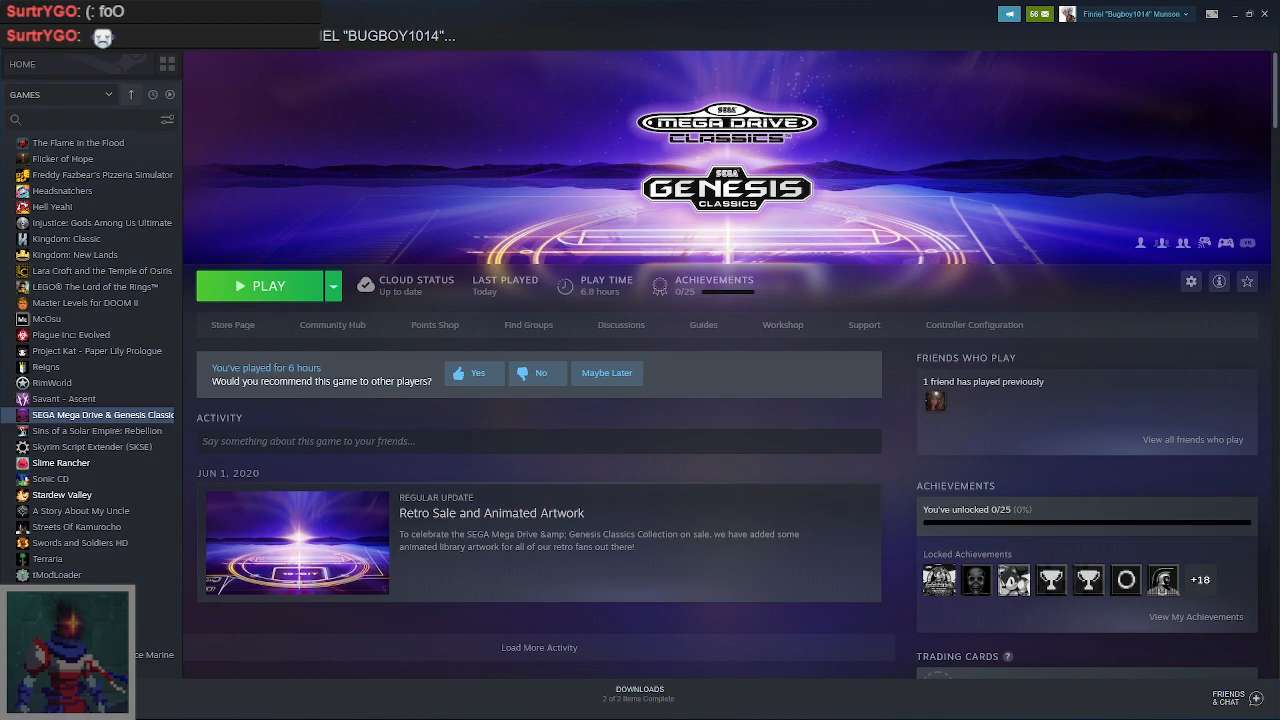 SurtrYGO: (: foO
SurtrYGO:
IEL "BUGBOY1014"...
56
Finriel "Bugboy1014" Munson
HOME
GAMES
The Flame in the Flood
Flicker of Hope
Freddy Fazbear's Pizzeria Simulator
Headsnatchers
Hell Yeah!
Injustice: Gods Among Us Ultimate
Kingdom: Classic
Kingdom: New Lands
Lara Croft and the Temple of Osiris
LEGO® The Lord of the Rings™
Master Levels for DOOM II
McOsu
Plague Inc: Evolved
Project Kat - Paper Lily Prologue
Reigns
RimWorld
Savant - Ascent
SEGA Mega Drive & Genesis Classic
Sins of a Solar Empire: Rebellion
Skyrim Script Extender (SKSE)
Slime Rancher
Sonic CD
Stardew Valley
A Story About My Uncle
Streets Of Kamurocho
Swords and Soldiers HD
Terraria
tModLoader
ce Marine
SEGA
MEGA DRIVE
CLASSICS™
SEGA
GENESIS
CLASSICS
PLAY
CLOUD STATUS
Up to date
LAST PLAYED
Today
PLAY TIME
6.8 hours
ACHIEVEMENTS
0/25
Store Page
Community Hub
Points Shop
Find Groups
Discussions
Guides
Workshop
Support
Controller Configuration
You've played for 6 hours
Would you recommend this game to other players?
Yes
No
Maybe Later
ACTIVITY
Say something about this game to your friends...
JUN 1, 2020
REGULAR UPDATE
Retro Sale and Animated Artwork
To celebrate the SEGA Mega Drive &amp; Genesis Classics Collection on sale, we have added some
animated library artwork for all of our retro fans out there!
Load More Activity
FRIENDS WHO PLAY
1 friend has played previously
View all friends who play
ACHIEVEMENTS
You've unlocked 0/25 (0%)
Locked Achievements
+18
View My Achievements
TRADING CARDS ?
DOWNLOADS
2 of 2 Items Complete
FRIENDS
& CHAT